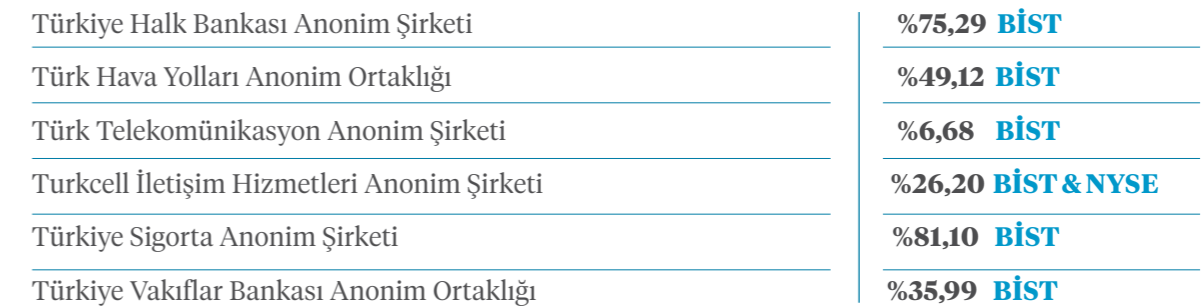 Türkiye Halk Bankası Anonim Şirketi %75,29 BİST
Türk Hava Yolları Anonim Ortaklığı %49,12 BİST
Türk Telekomünikasyon Anonim Şirketi %6,68 BİST
Turkcell İletişim Hizmetleri Anonim Şirketi %26,20 BİST & NYSE
Türkiye Sigorta Anonim Şirketi %81,10 BİST
Türkiye Vakıflar Bankası Anonim Ortaklığı %35,99 BİST